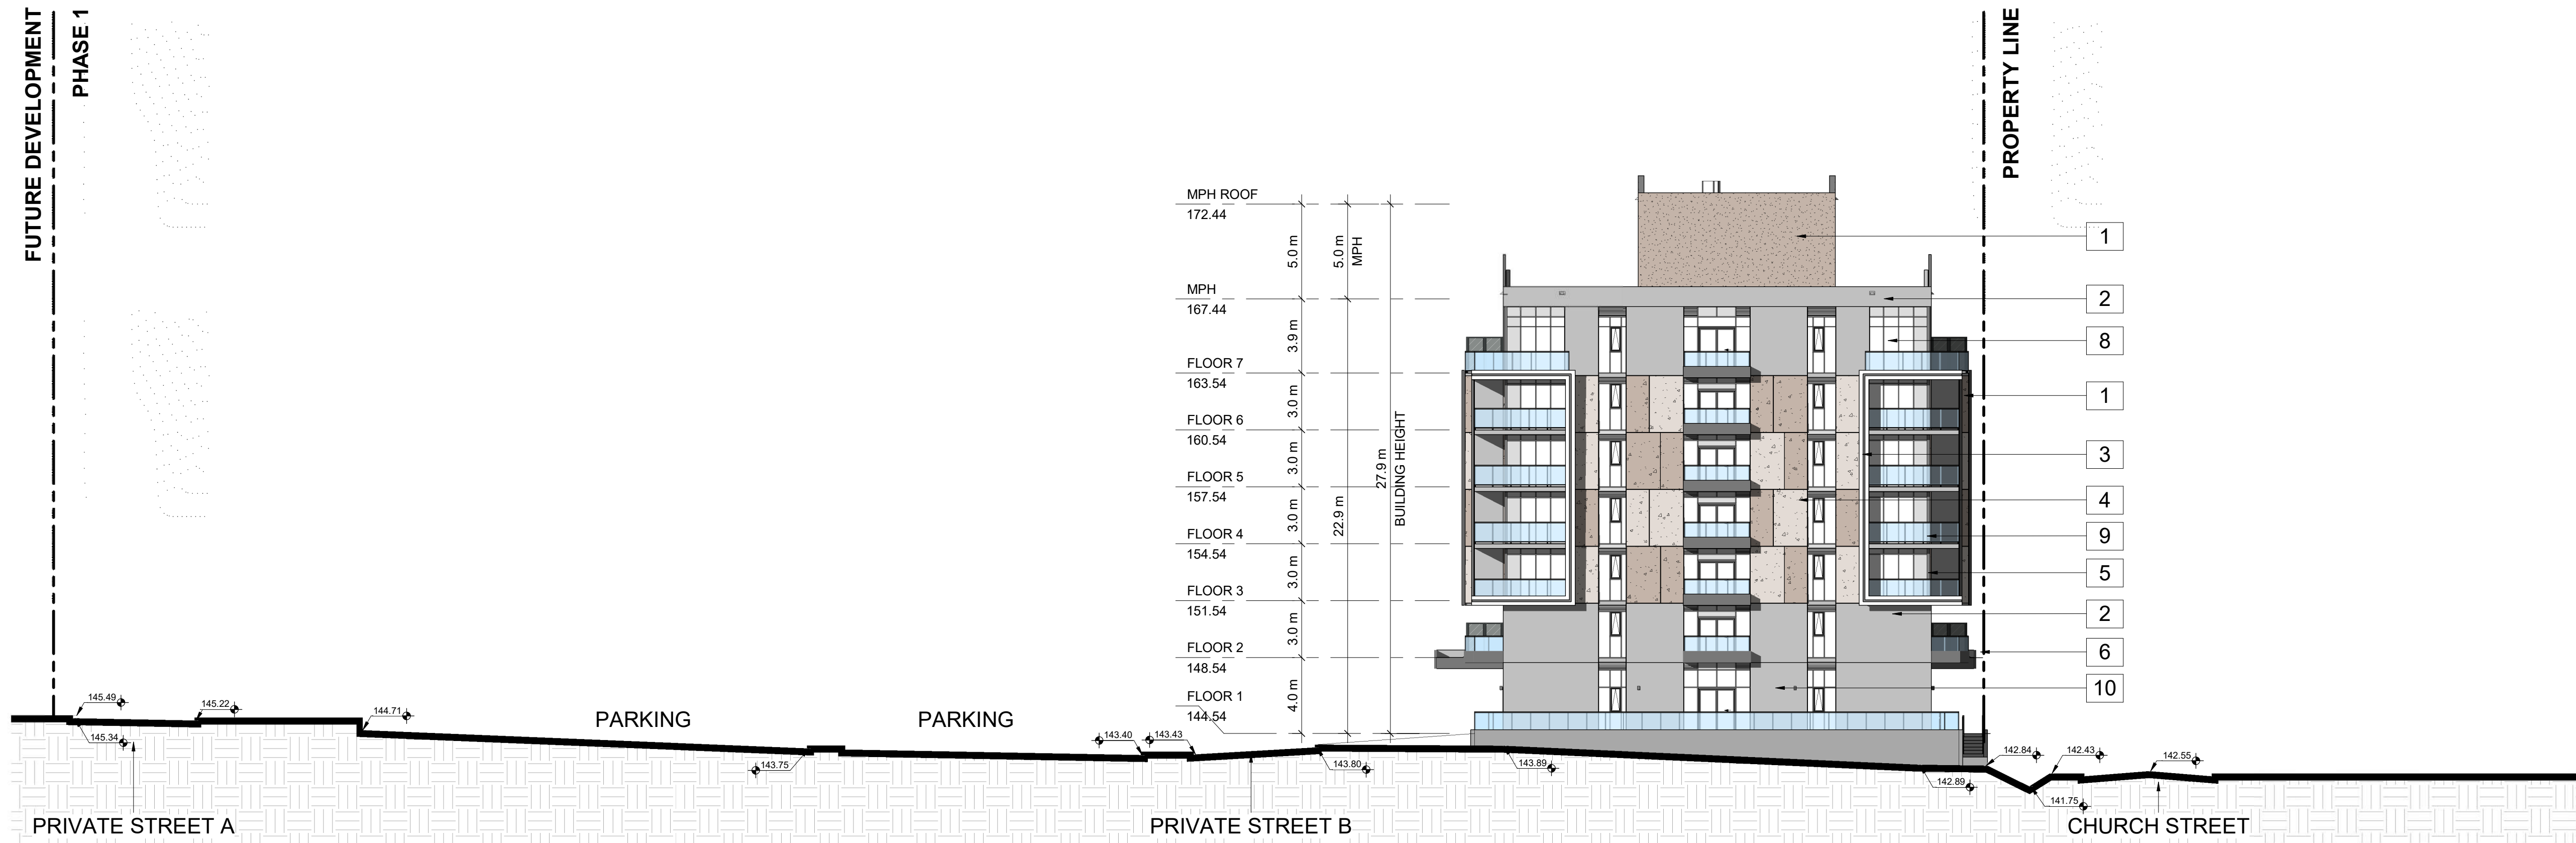 FUTURE DEVELOPMENT
PHASE 1
PROPERTY LINE
MPH ROOF
172.44
5.0 m
5.0 m
MPH
MPH
167.44
3.9 m
FLOOR 7
163.54
3.0 m
FLOOR 6
160.54
3.0 m
FLOOR 5
157.54
3.0 m
FLOOR 4
154.54
3.0 m
FLOOR 3
151.54
3.0 m
FLOOR 2
148.54
4.0 m
FLOOR 1
144.54
22.9 m
27.9 m
BUILDING HEIGHT
1
2
8
1
3
4
9
5
2
6
10
145.49
145.34
145.22
144.71
PARKING
143.75
PARKING
143.40
143.43
143.80
143.89
142.89
142.84
141.75
142.43
142.55
PRIVATE STREET A
PRIVATE STREET B
CHURCH STREET